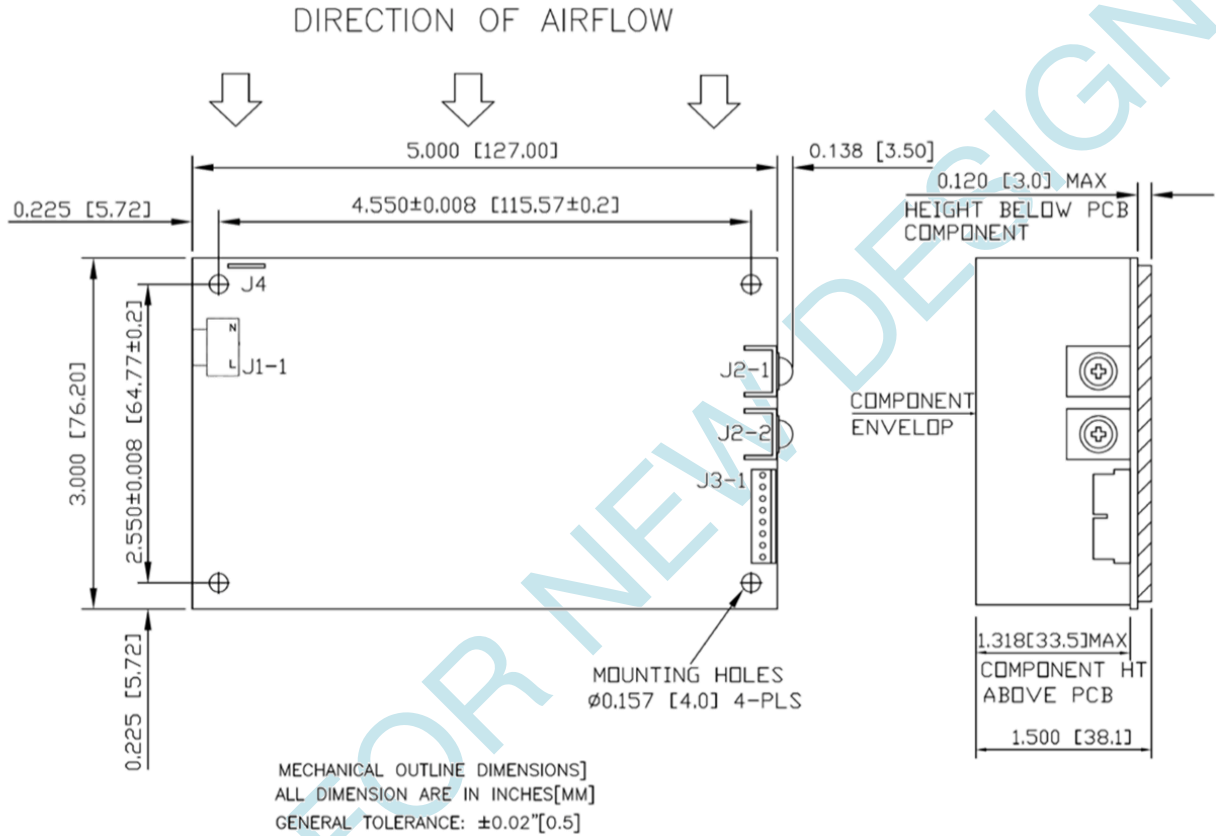 DIRECTION OF AIRFLOW
5.000 [127.00]
0.138 [3.50]
0.225 [5.72]
4.550±0.008 [115.57±0.2]
0.120 [3.0] MAX
HEIGHT BELOW PCB
COMPONENT
J4
N
L
J1-1
3.000 [76.20]
2.550±0.008 [64.77±0.2]
J2-1
J2-2
J3-1
COMPONENT
ENVELOP
0.225 [5.72]
MOUNTING HOLES
ø0.157 [4.0] 4-PLS
1.318[33.5]MAX
COMPONENT HT
ABOVE PCB
1.500 [38.1]
MECHANICAL OUTLINE DIMENSIONS]
ALL DIMENSION ARE IN INCHES[MM]
GENERAL TOLERANCE: ±0.02"[0.5]
FOR NEW DESIGN